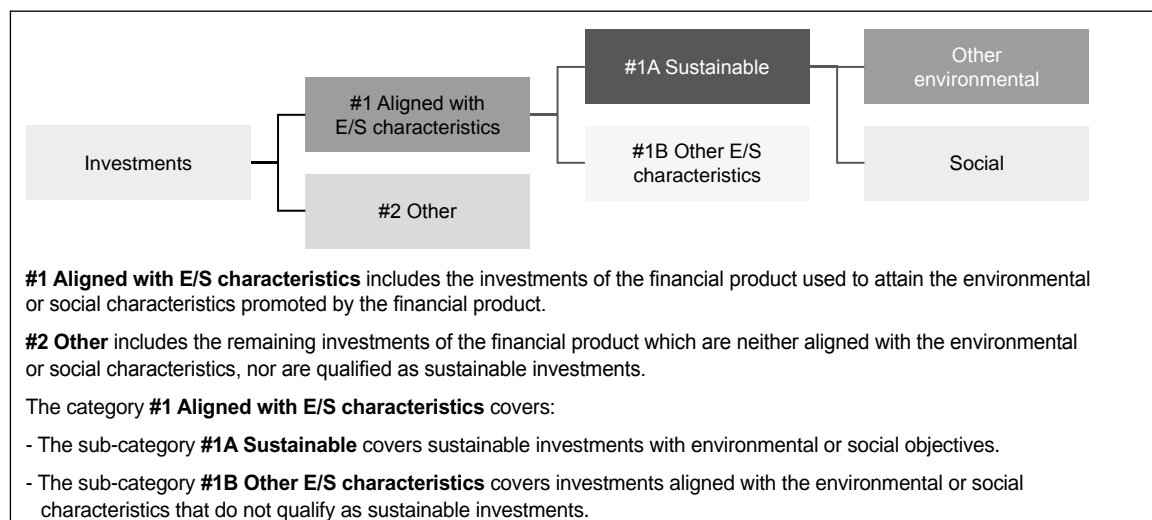 Investments
#1 Aligned with
E/S characteristics
#2 Other
#1A Sustainable
#1B Other E/S
characteristics
Other
environmental
Social
#1 Aligned with E/S characteristics includes the investments of the financial product used to attain the environmental
or social characteristics promoted by the financial product.
#2 Other includes the remaining investments of the financial product which are neither aligned with the environmental
or social characteristics, nor are qualified as sustainable investments.
The category #1 Aligned with E/S characteristics covers:
- The sub-category #1A Sustainable covers sustainable investments with environmental or social objectives.
- The sub-category #1B Other E/S characteristics covers investments aligned with the environmental or social
characteristics that do not qualify as sustainable investments.